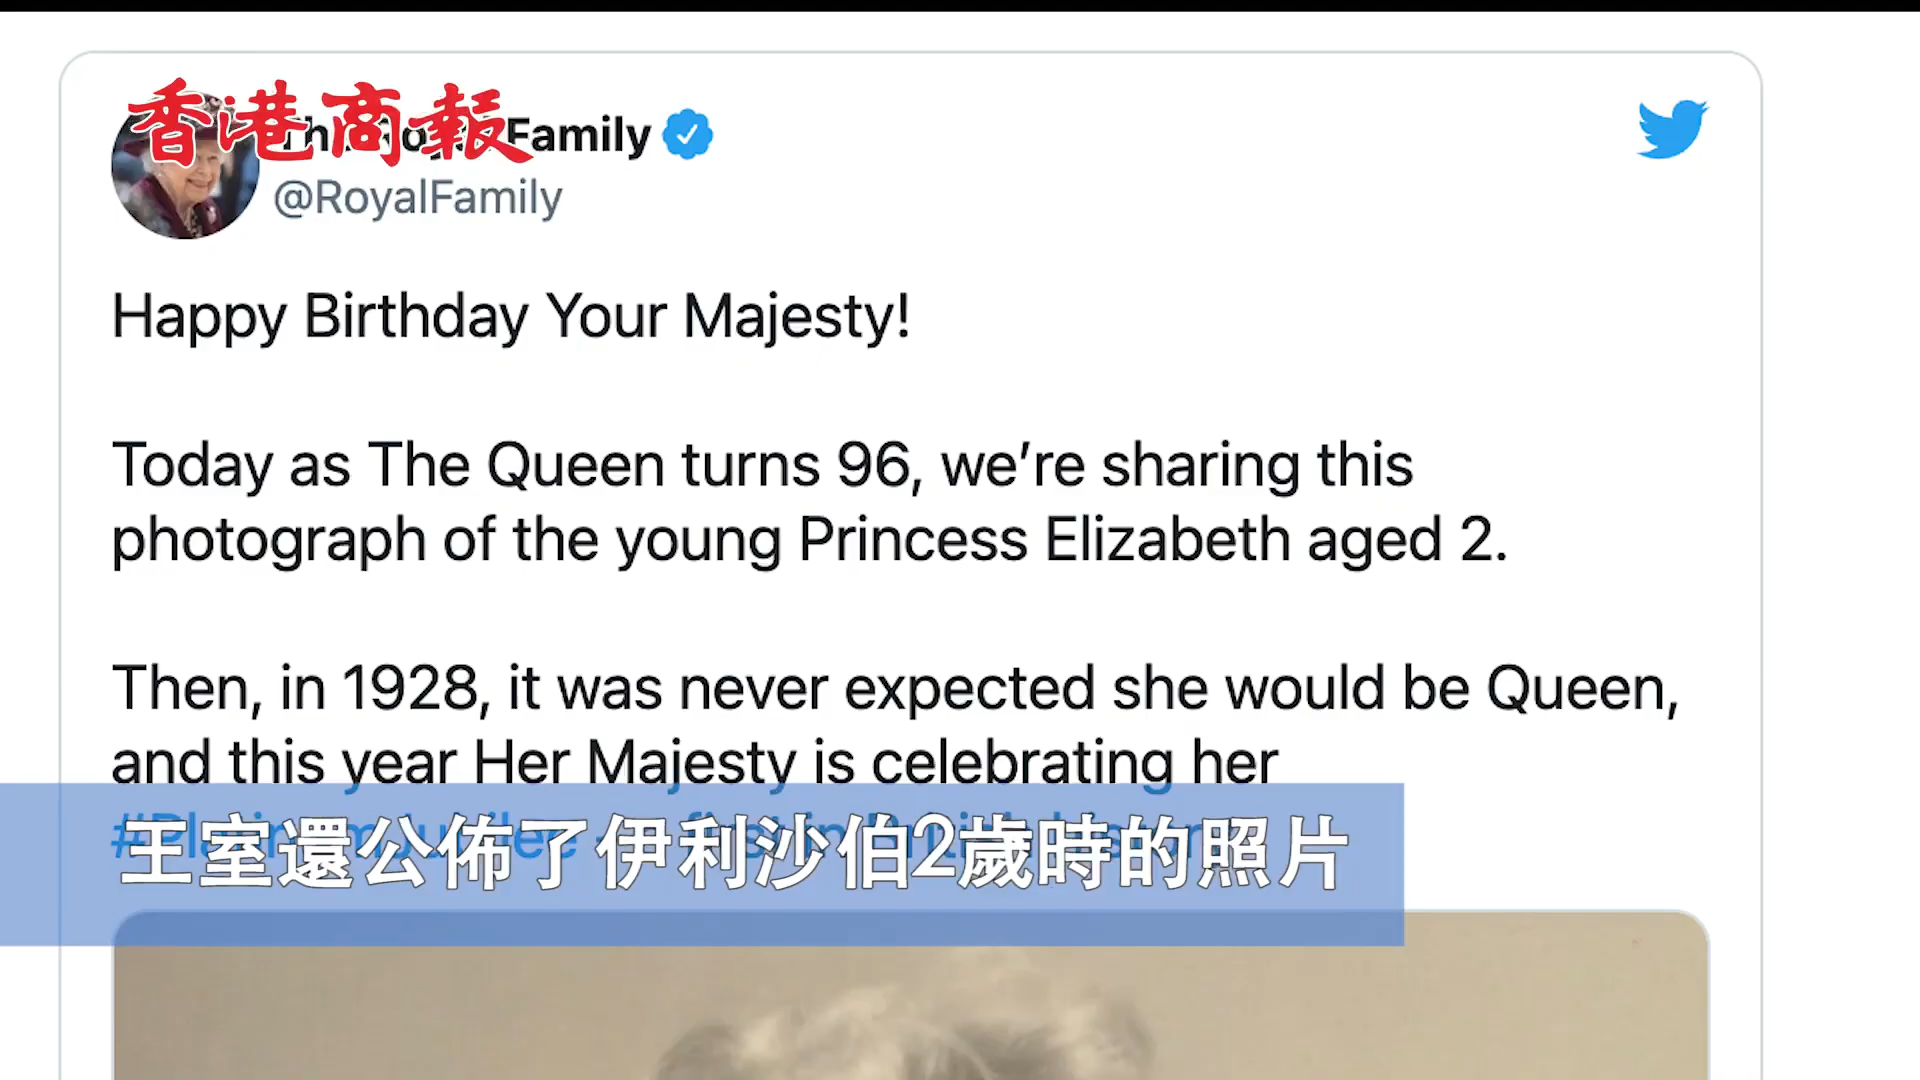 香港商報
Family
@RoyalFamily
Happy Birthday Your Majesty!
Today as The Queen turns 96, we’re sharing this
photograph of the young Princess Elizabeth aged 2.
Then, in 1928, it was never expected she would be Queen,
and this year Her Majesty is celebrating her
王室還公佈了伊利沙伯2歲時的照片